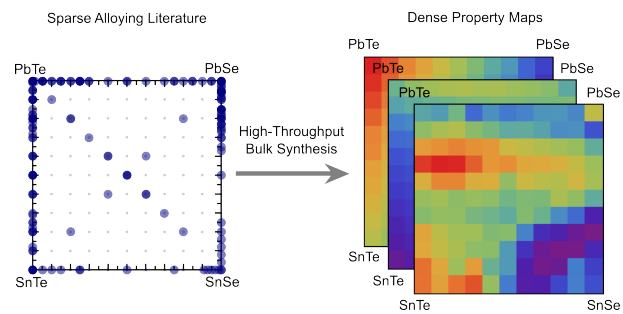 Sparse Alloying Literature
Dense Property Maps
PbTe
PbSe
SnTe
SnSe
High-Throughput
Bulk Synthesis
PbTe
PbSe
PbTe
PbSe
PbTe
PbSe
SnTe
SnTe
SnTe
SnSe